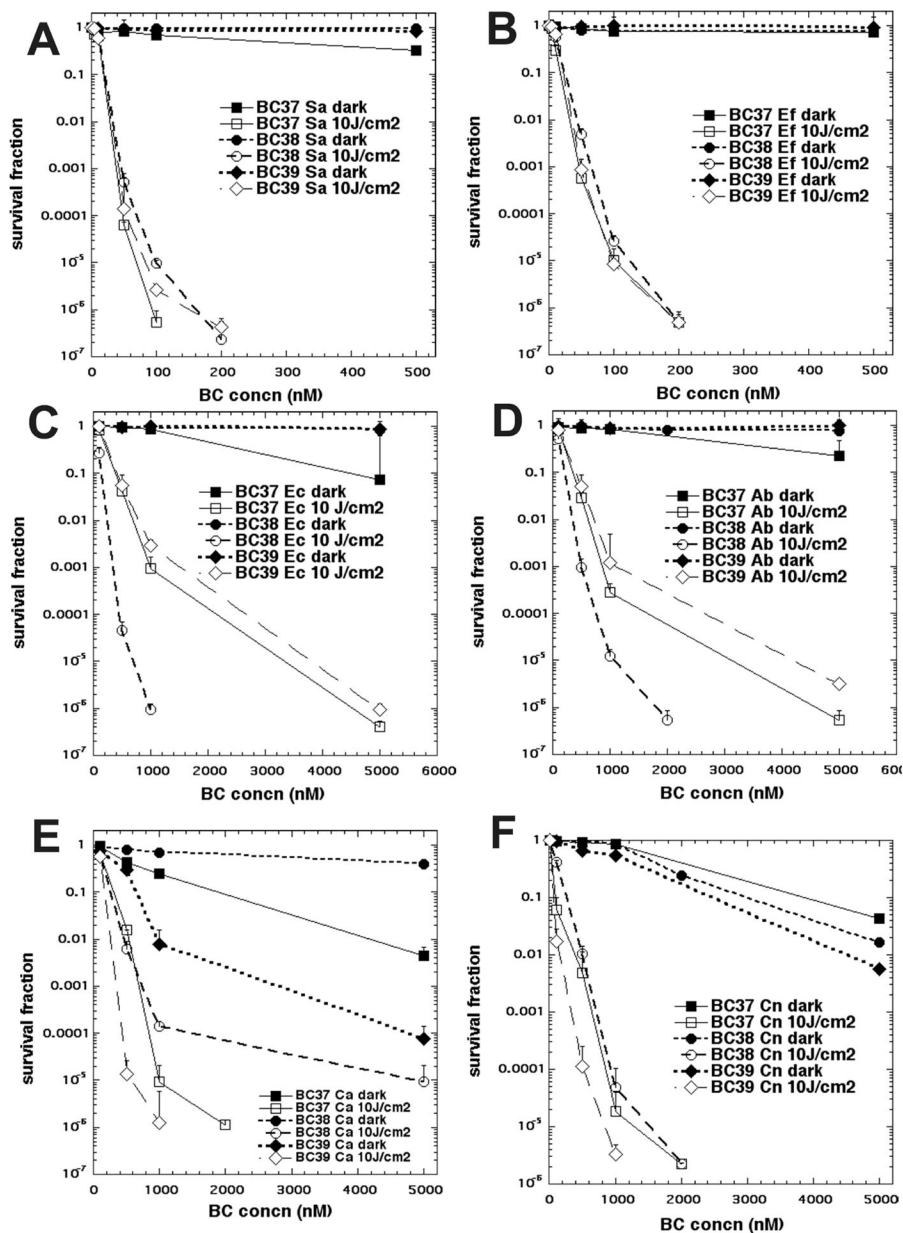 A
survival fraction
1
0.1
0.01
0.001
0.0001
10-5
10-6
10-7
BC37 Sa dark
BC37 Sa 10J/cm2
BC38 Sa dark
BC38 Sa 10J/cm2
BC39 Sa dark
BC39 Sa 10J/cm2
0 100 200 300 400 500
BC concn (nM)
B
survival fraction
1
0.1
0.01
0.001
0.0001
10-5
10-6
10-7
BC37 Ef dark
BC37 Ef 10J/cm2
BC38 Ef dark
BC38 Ef 10J/cm2
BC39 Ef dark
BC39 Ef 10J/cm2
0 100 200 300 400 500
BC concn (nM)
C
survival fraction
1
0.1
0.01
0.001
0.0001
10-5
10-6
10-7
BC37 Ec dark
BC37 Ec 10 J/cm2
BC38 Ec dark
BC38 Ec 10 J/cm2
BC39 Ec dark
BC39 Ec 10 J/cm2
0 1000 2000 3000 4000 5000 6000
BC concn (nM)
D
survival fraction
1
0.1
0.01
0.001
0.0001
10-5
10-6
10-7
BC37 Ab dark
BC37 Ab 10J/cm2
BC38 Ab dark
BC38 Ab 10J/cm2
BC39 Ab dark
BC39 Ab 10J/cm2
0 1000 2000 3000 4000 5000 600
BC concn (nM)
E
survival fraction
1
0.1
0.01
0.001
0.0001
10-5
10-6
10-7
BC37 Ca dark
BC37 Ca 10J/cm2
BC38 Ca dark
BC38 Ca 10J/cm2
BC39 Ca dark
BC39 Ca 10J/cm2
0 1000 2000 3000 4000 5000
BC concn (nM)
F
survival fraction
1
0.1
0.01
0.001
0.0001
10-5
10-6
BC37 Cn dark
BC37 Cn 10J/cm2
BC38 Cn dark
BC38 Cn 10J/cm2
BC39 Cn dark
BC39 Cn 10J/cm2
0 1000 2000 3000 4000 5000
BC concn (nM)